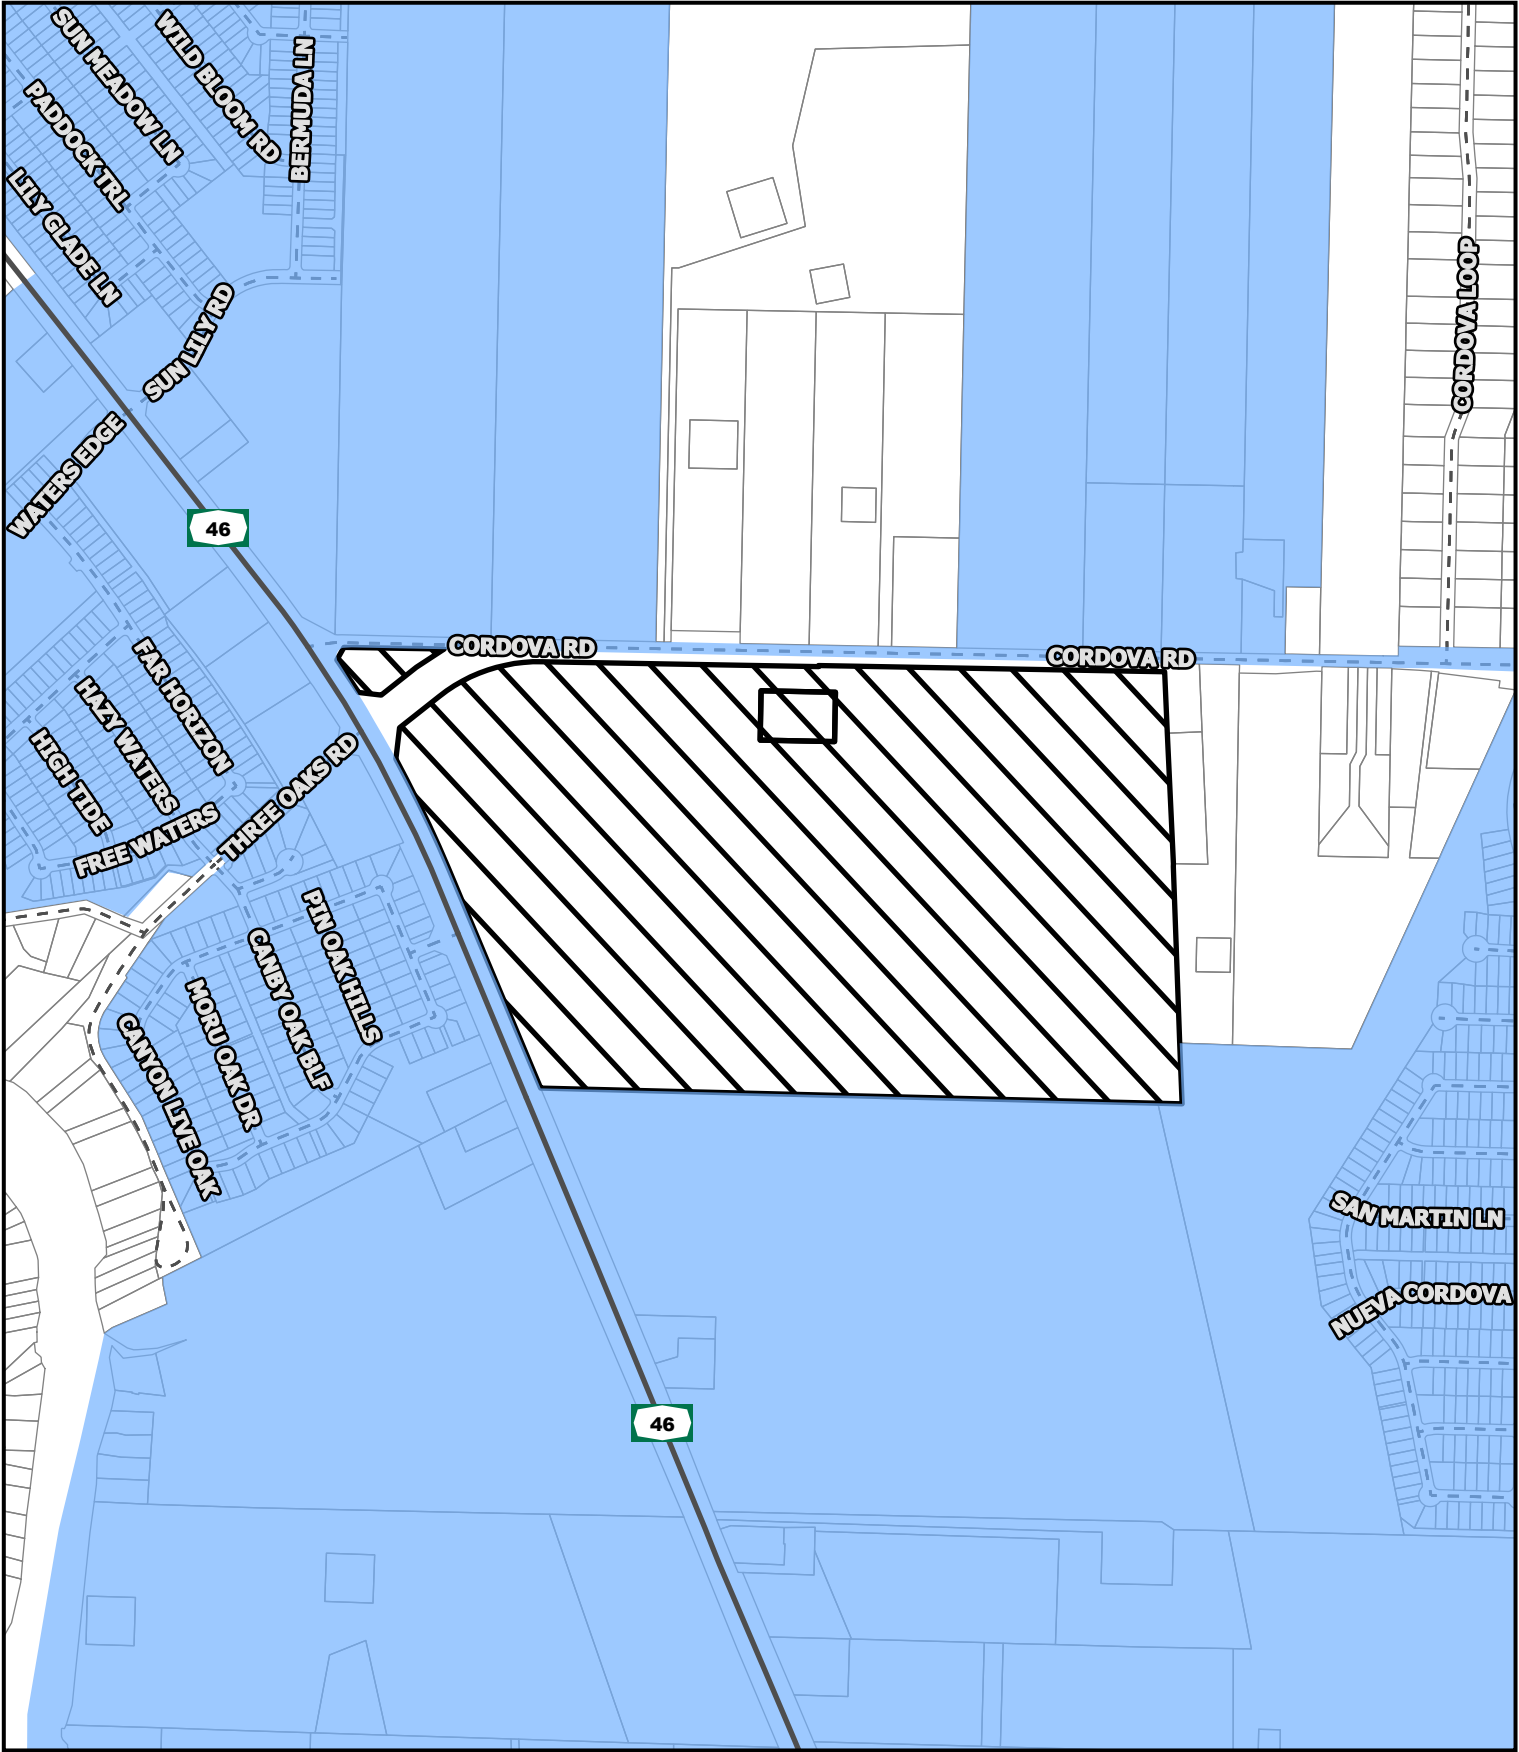 SUN MEADOW LN
WILD BLOOM RD
BERMUDA LN
PADDOCK TRL
LILY GLADE LN
SUN LILY RD
CORDOVA LOOP
WATERS EDGE
46
CORDOVA RD
CORDOVA RD
FAR HORIZON
HAZY WATERS
HIGH TIDE
FREE WATERS
THREE OAKS RD
PIN OAK HILLS
CANBY OAK BLF
MORU OAK DR
CANYON LIVE OAK
SAN MARTIN LN
NUEVA CORDOVA
46